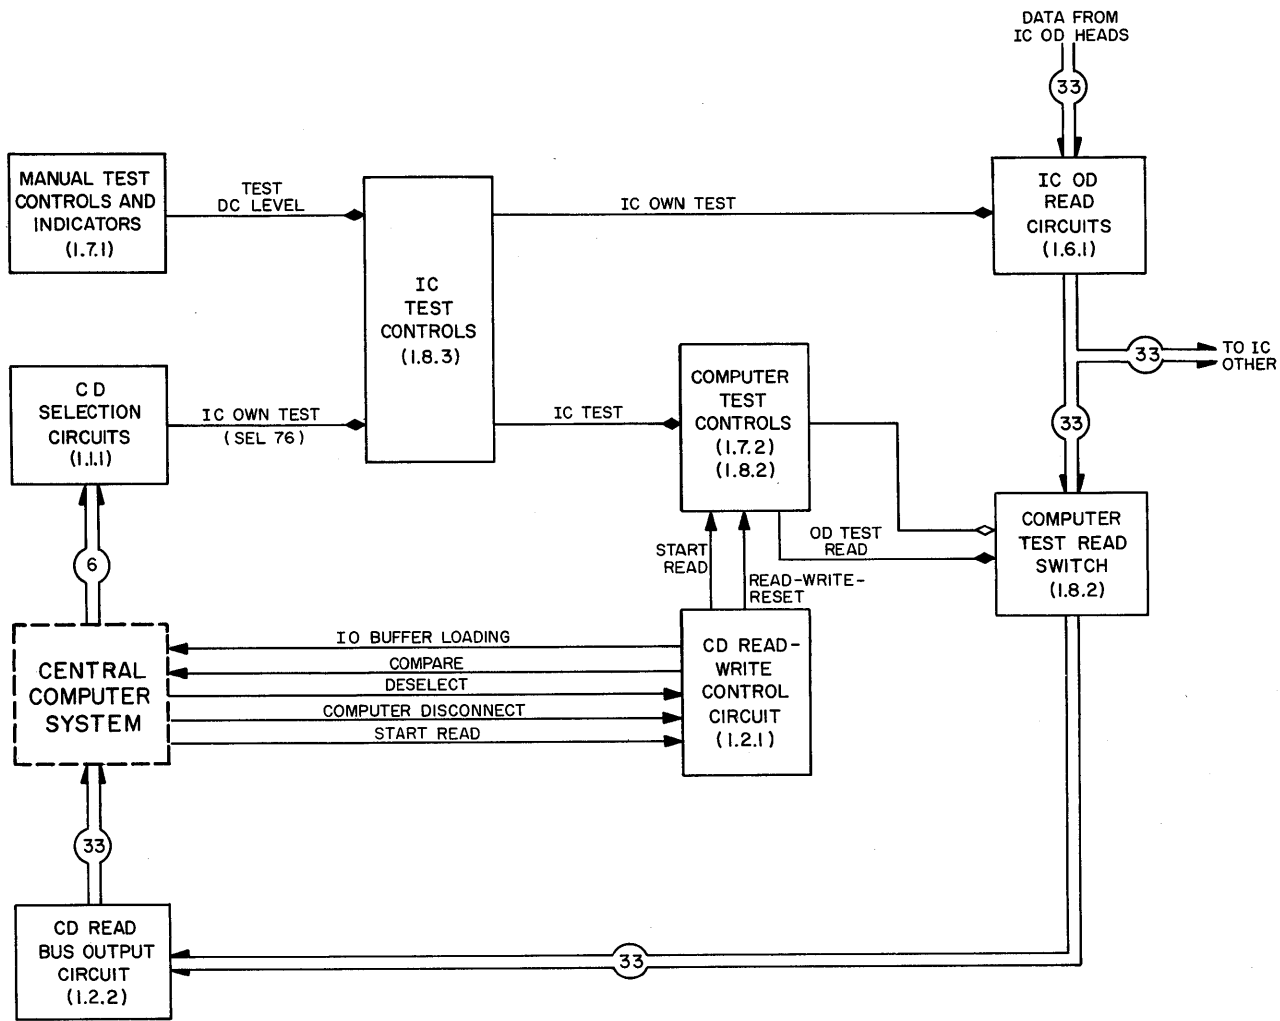 DATA FROM
IC OD HEADS
33
MANUAL TEST
CONTROLS AND
INDICATORS
(1.7.1)
TEST
DC LEVEL
IC
TEST
CONTROLS
(1.8.3)
IC OWN TEST
IC OD
READ
CIRCUITS
(1.6.1)
33
TO IC
OTHER
33
CD
SELECTION
CIRCUITS
(1.1.1)
IC OWN TEST
(SEL 76)
IC TEST
COMPUTER
TEST
CONTROLS
(1.7.2)
(1.8.2)
START
READ
READ-WRITE-
RESET
OD TEST
READ
COMPUTER
TEST READ
SWITCH
(1.8.2)
6
CENTRAL
COMPUTER
SYSTEM
IO BUFFER LOADING
COMPARE
DESELECT
COMPUTER DISCONNECT
START READ
CD READ-
WRITE
CONTROL
CIRCUIT
(1.2.1)
33
CD READ
BUS OUTPUT
CIRCUIT
(1.2.2)
33